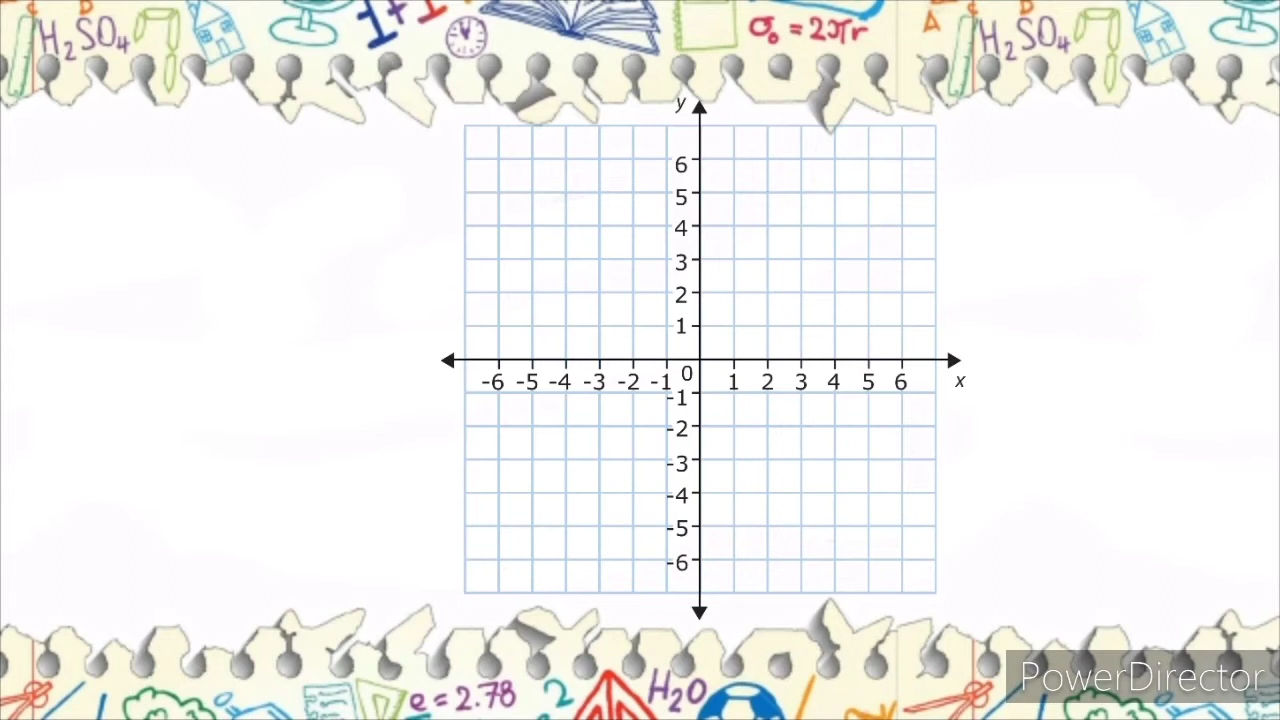 C D
H₂SO₄
1+1
σ₀ = 2πr
A C D
H₂SO₄
y
6
5
4
3
2
1
-6 -5 -4 -3 -2 -1 0 1 2 3 4 5 6 x
-1
-2
-3
-4
-5
-6
e = 2.78 2 H₂O
PowerDirector